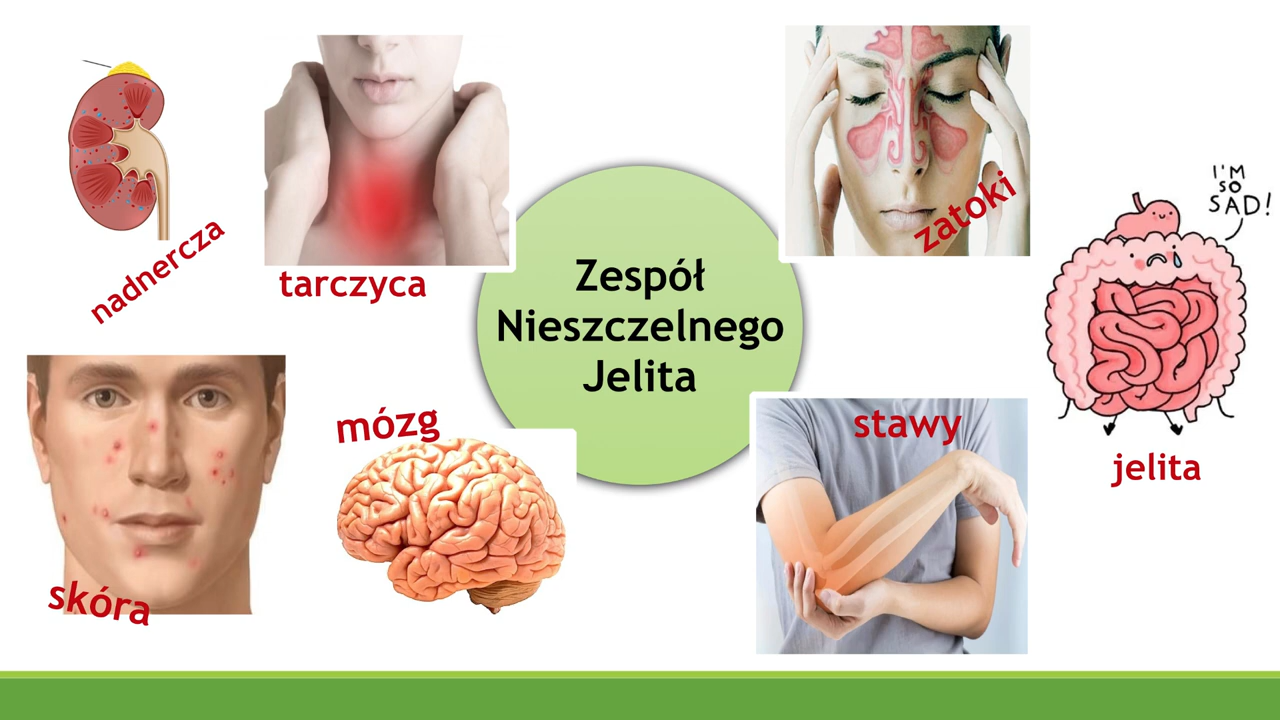 nadnercza
tarczyca
zatoki
I'M
SO
SAD!
Zespół
Nieszczelnego
Jelita
skóra
mózg
stawy
jelita